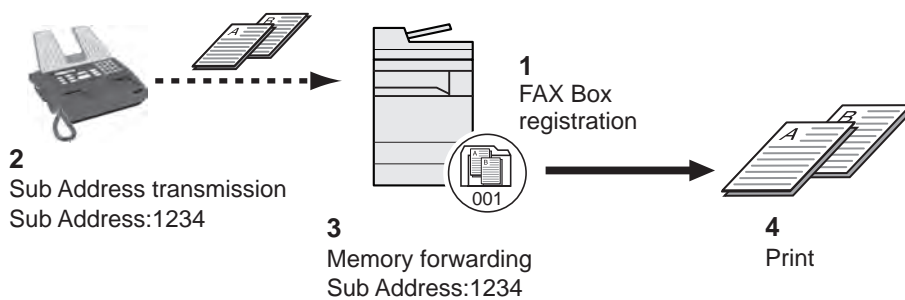 A
B
1
FAX Box
registration
2
Sub Address transmission
Sub Address:1234
A
B
001
3
Memory forwarding
Sub Address:1234
A
B
4
Print